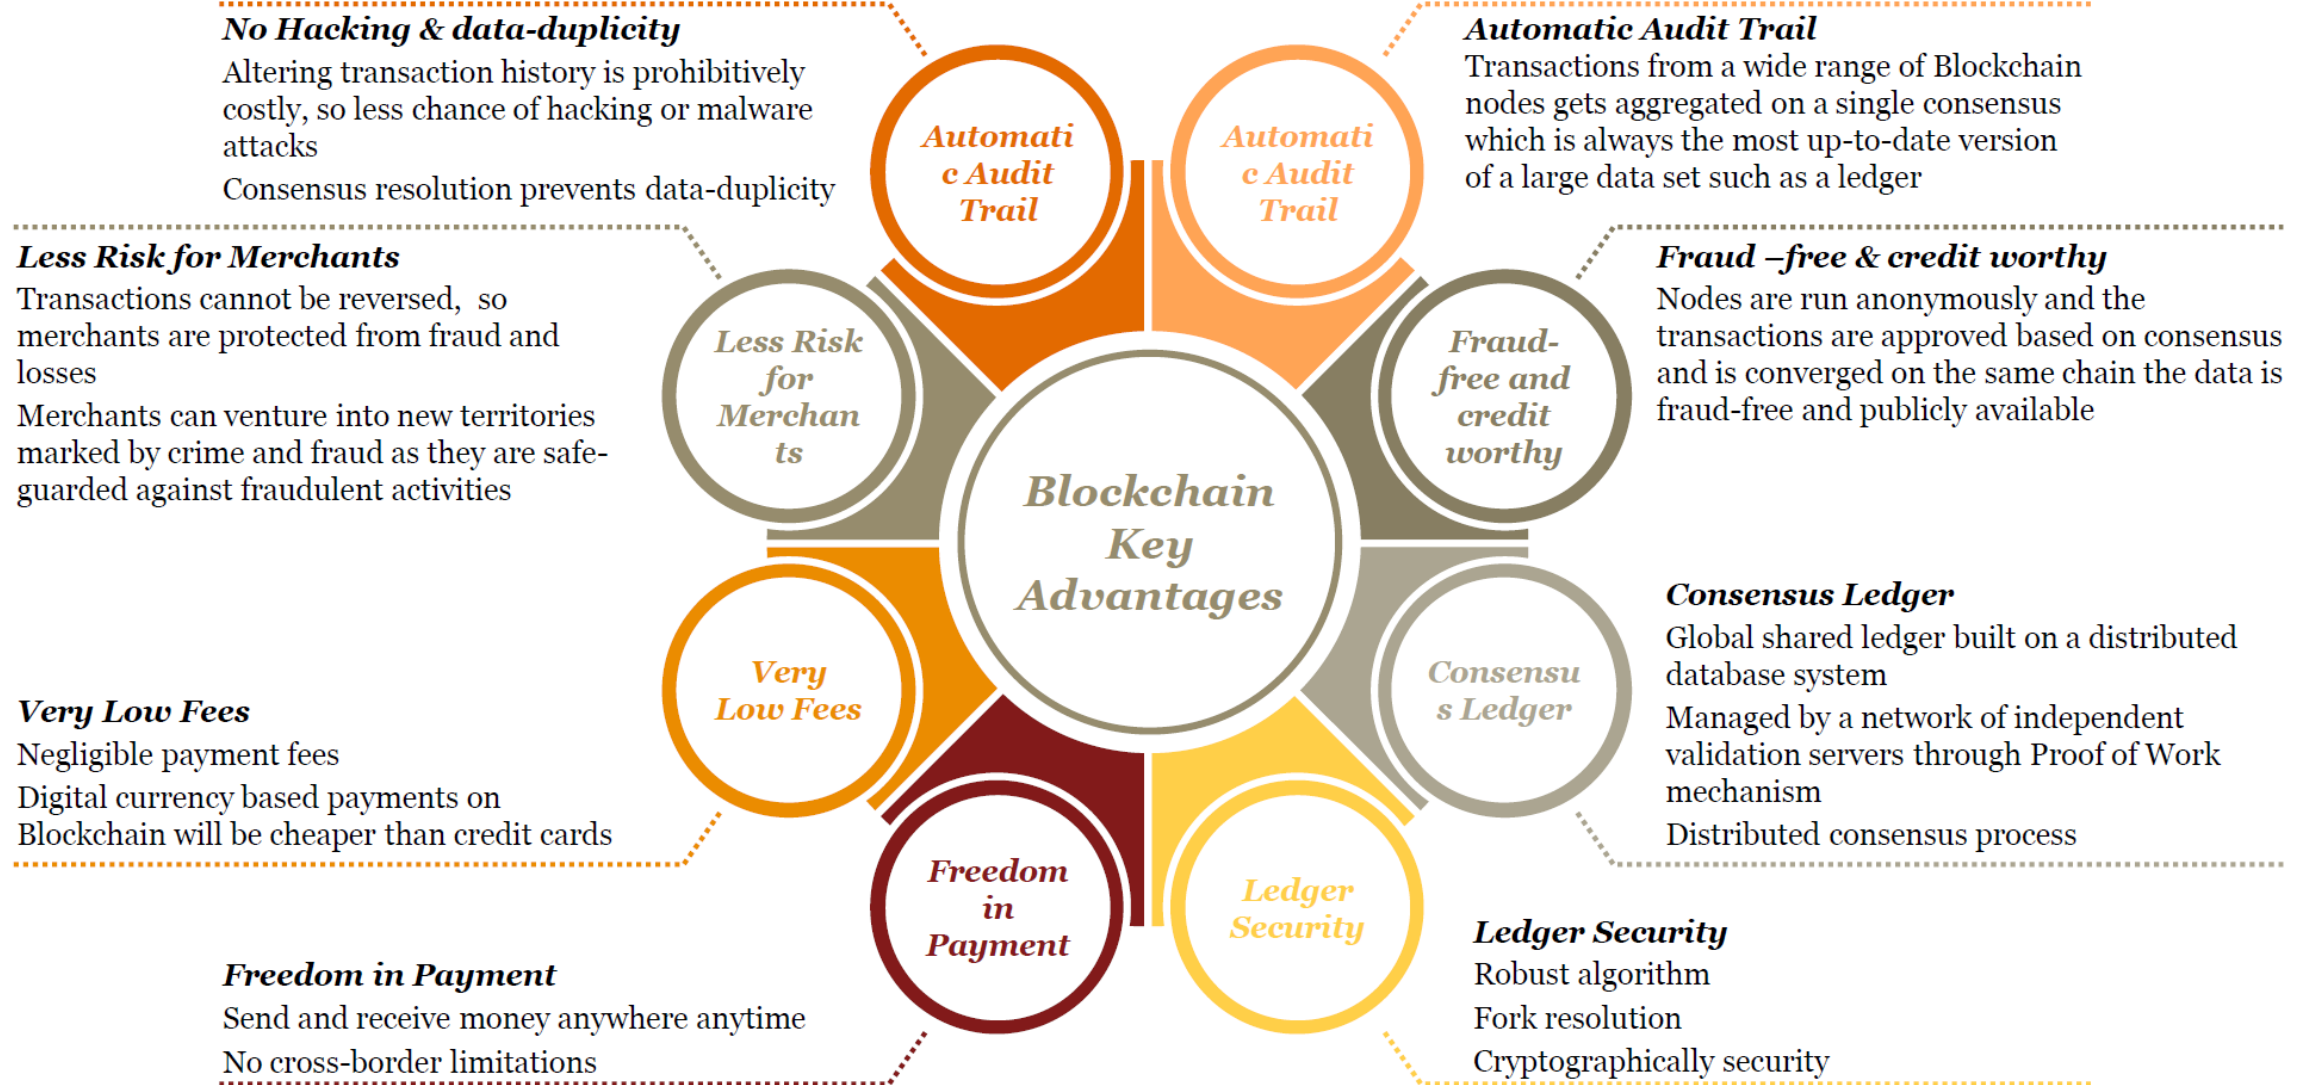 No Hacking & data-duplicity
Altering transaction history is prohibitively
costly, so less chance of hacking or malware
attacks
Consensus resolution prevents data-duplicity
Automatic Audit Trail
Transactions from a wide range of Blockchain
nodes gets aggregated on a single consensus
which is always the most up-to-date version
of a large data set such as a ledger
Automati
c Audit
Trail
Automati
c Audit
Trail
Less Risk for Merchants
Transactions cannot be reversed, so
merchants are protected from fraud and
losses
Merchants can venture into new territories
marked by crime and fraud as they are safe-
guarded against fraudulent activities
Less Risk
for
Merchan
ts
Fraud-
free and
credit
worthy
Fraud –free & credit worthy
Nodes are run anonymously and the
transactions are approved based on consensus
and is converged on the same chain the data is
fraud-free and publicly available
Blockchain
Key
Advantages
Very Low Fees
Negligible payment fees
Digital currency based payments on
Blockchain will be cheaper than credit cards
Very
Low Fees
Consensu
s Ledger
Consensus Ledger
Global shared ledger built on a distributed
database system
Managed by a network of independent
validation servers through Proof of Work
mechanism
Distributed consensus process
Freedom
in
Payment
Ledger
Security
Freedom in Payment
Send and receive money anywhere anytime
No cross-border limitations
Ledger Security
Robust algorithm
Fork resolution
Cryptographically security